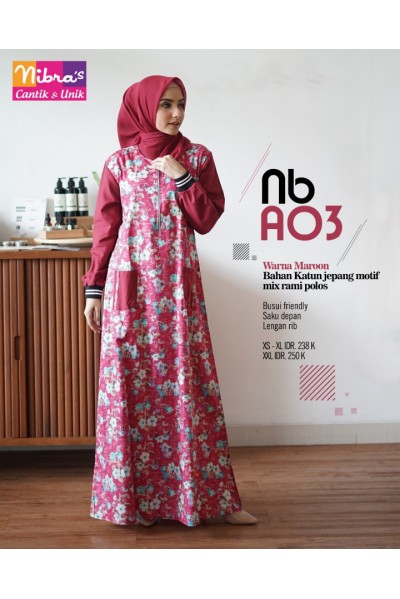 nibra's
Cantik & Unik
Nb
A03
Warna Maroon
Bahan Katun jepang motif
mix rami polos
Busui friendly
Saku depan
Lengan rib
XS - XL IDR. 238 K
XXL IDR. 250 K